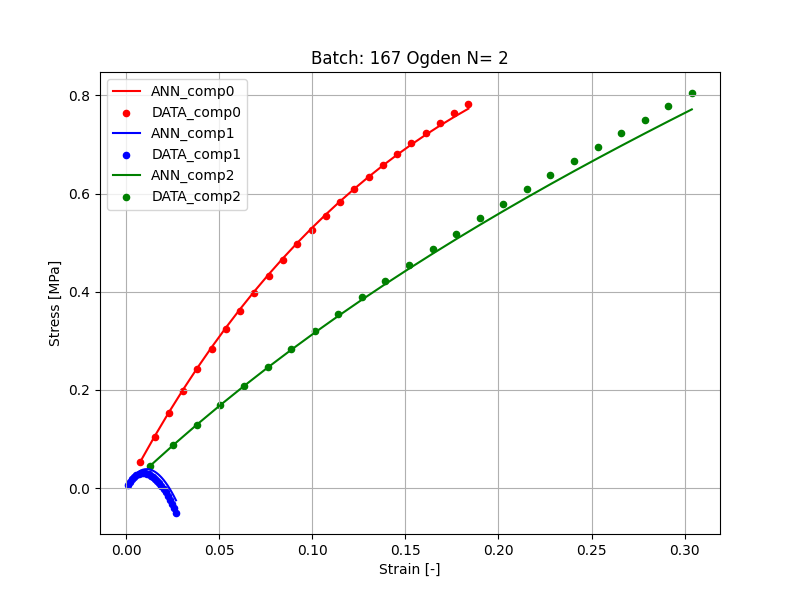 Batch: 167 Ogden N= 2
ANN_comp0
DATA_comp0
ANN_comp1
DATA_comp1
ANN_comp2
DATA_comp2
0.8
0.6
0.4
0.2
0.0
Stress [MPa]
0.00 0.05 0.10 0.15 0.20 0.25 0.30
Strain [-]